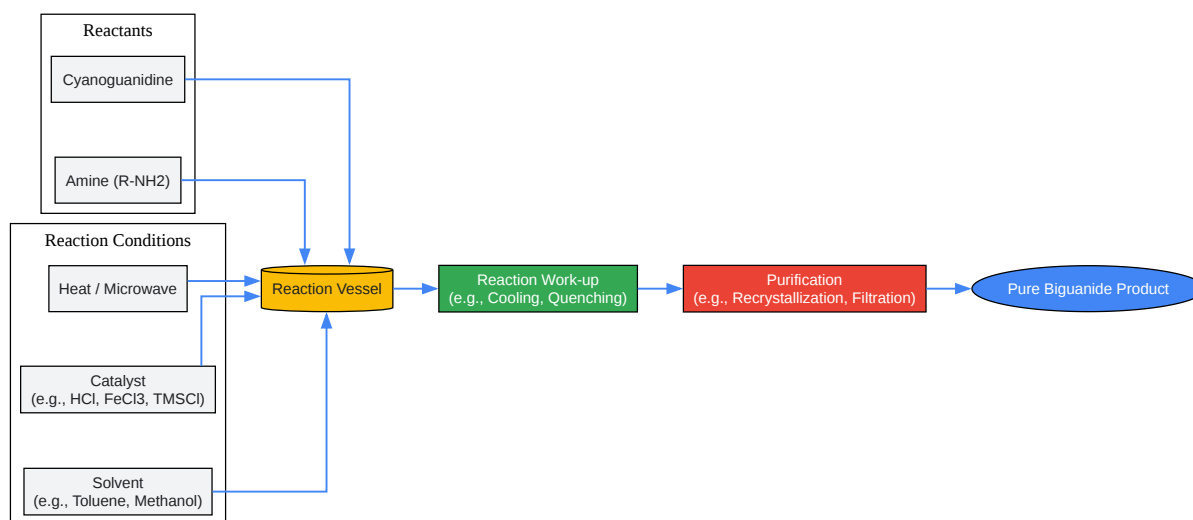 Reactants
Cyanoguanidine
Amine (R-NH2)
Reaction Conditions
Heat / Microwave
Catalyst
(e.g., HCl, FeCl3, TMSCl)
Solvent
(e.g., Toluene, Methanol)
Reaction Vessel
Reaction Work-up
(e.g., Cooling, Quenching)
Purification
(e.g., Recrystallization, Filtration)
Pure Biguanide Product